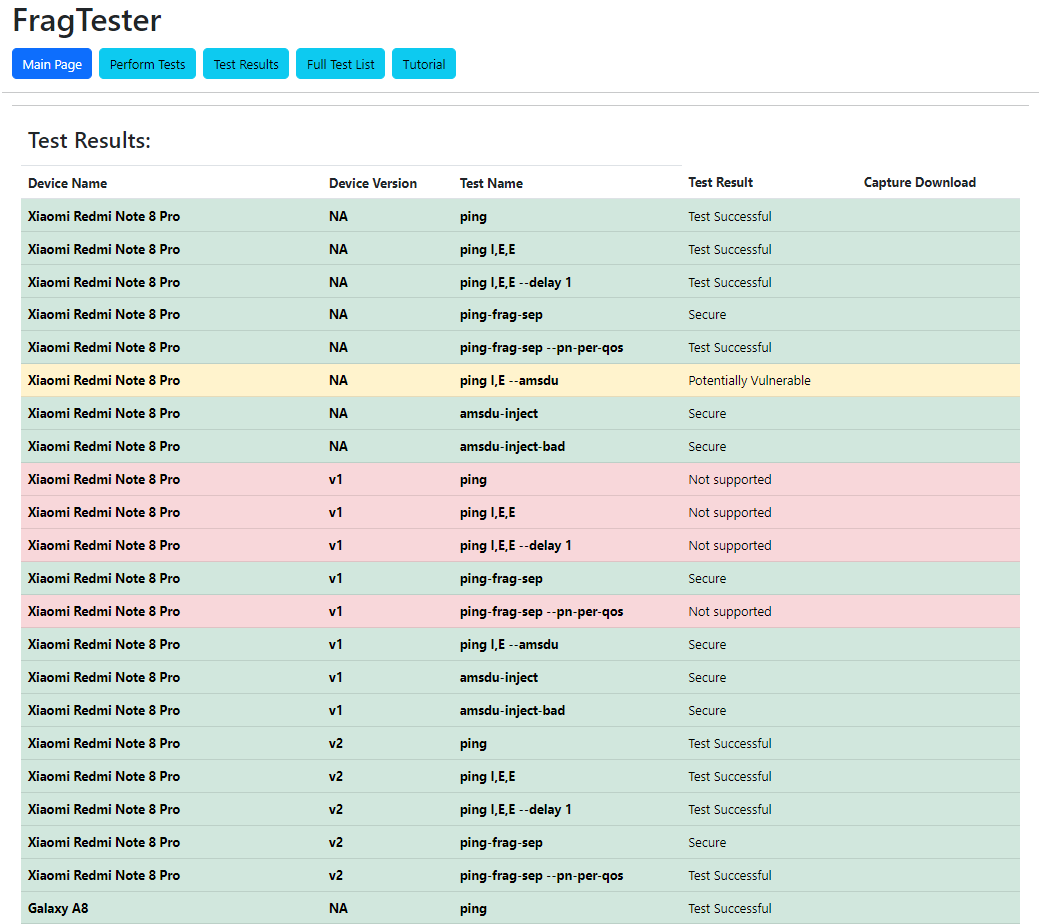 FragTester
Main Page Perform Tests Test Results Full Test List Tutorial
Test Results:
Device Name Device Version Test Name Test Result Capture Download
Xiaomi Redmi Note 8 Pro NA ping Test Successful
Xiaomi Redmi Note 8 Pro NA ping I,E,E Test Successful
Xiaomi Redmi Note 8 Pro NA ping I,E,E --delay 1 Test Successful
Xiaomi Redmi Note 8 Pro NA ping-frag-sep Secure
Xiaomi Redmi Note 8 Pro NA ping-frag-sep --pn-per-qos Test Successful
Xiaomi Redmi Note 8 Pro NA ping I,E --amsdu Potentially Vulnerable
Xiaomi Redmi Note 8 Pro NA amsdu-inject Secure
Xiaomi Redmi Note 8 Pro NA amsdu-inject-bad Secure
Xiaomi Redmi Note 8 Pro v1 ping Not supported
Xiaomi Redmi Note 8 Pro v1 ping I,E,E Not supported
Xiaomi Redmi Note 8 Pro v1 ping I,E,E --delay 1 Not supported
Xiaomi Redmi Note 8 Pro v1 ping-frag-sep Secure
Xiaomi Redmi Note 8 Pro v1 ping-frag-sep --pn-per-qos Not supported
Xiaomi Redmi Note 8 Pro v1 ping I,E --amsdu Secure
Xiaomi Redmi Note 8 Pro v1 amsdu-inject Secure
Xiaomi Redmi Note 8 Pro v1 amsdu-inject-bad Secure
Xiaomi Redmi Note 8 Pro v2 ping Test Successful
Xiaomi Redmi Note 8 Pro v2 ping I,E,E Test Successful
Xiaomi Redmi Note 8 Pro v2 ping I,E,E --delay 1 Test Successful
Xiaomi Redmi Note 8 Pro v2 ping-frag-sep Secure
Xiaomi Redmi Note 8 Pro v2 ping-frag-sep --pn-per-qos Test Successful
Galaxy A8 NA ping Test Successful